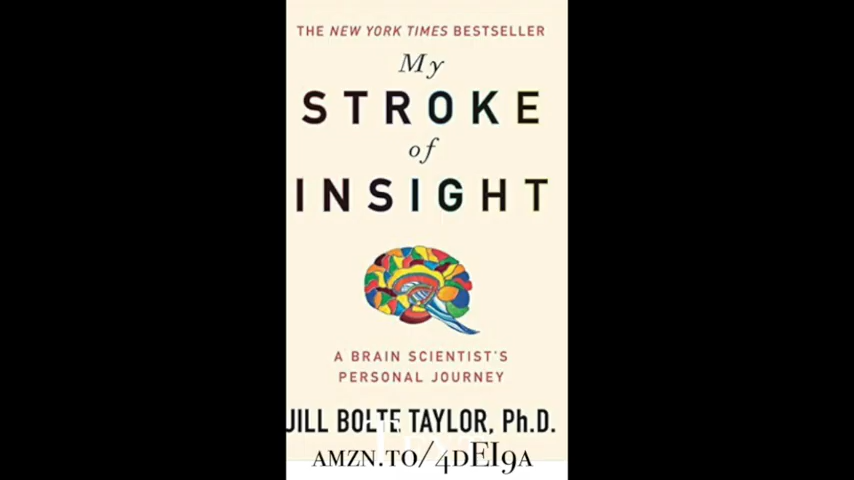 THE NEW YORK TIMES BESTSELLER
My
STROKE
of
INSIGHT
A BRAIN SCIENTIST'S
PERSONAL JOURNEY
JILL BOLTE TAYLOR, Ph.D.
AMZN.TO/4DEI9A